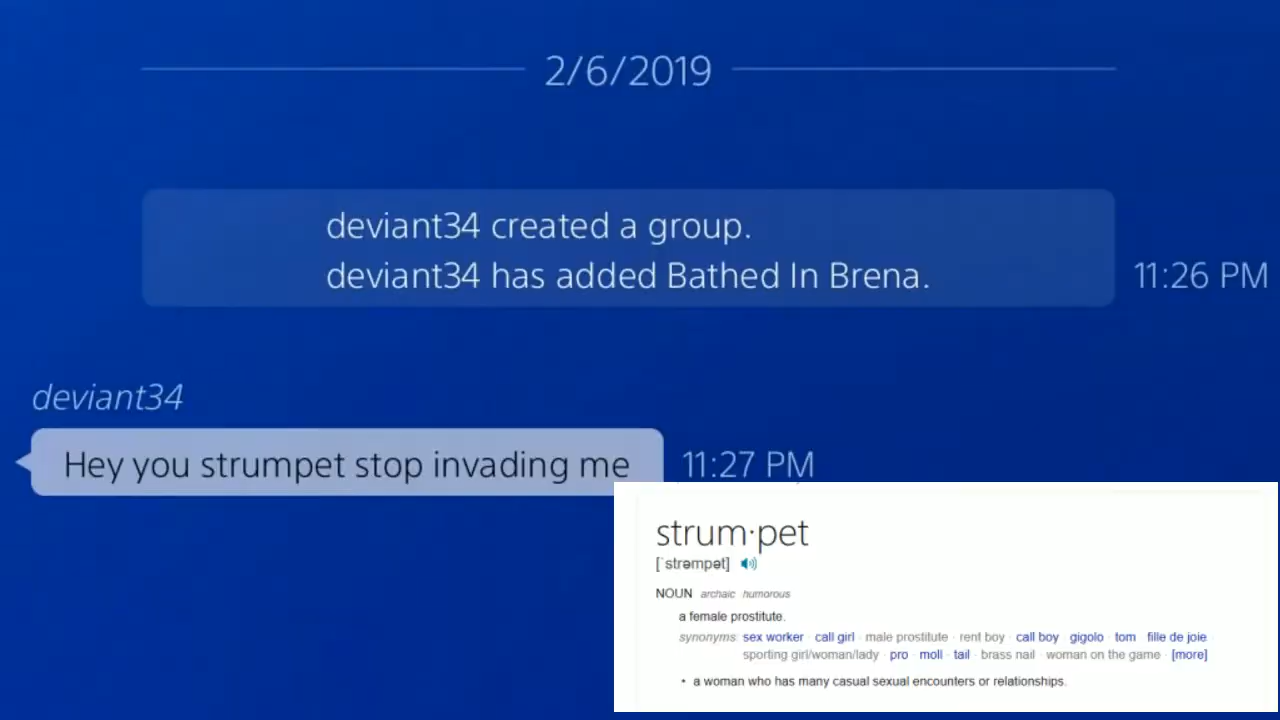 2/6/2019
deviant34 created a group.
deviant34 has added Bathed In Brena.
11:26 PM
deviant34
Hey you strumpet stop invading me
11:27 PM
strum·pet
[ˈstrəmpət]
NOUN archaic humorous
a female prostitute.
synonyms: sex worker · call girl · male prostitute · rent boy · call boy · gigolo · tom · fille de joie
sporting girl/woman/lady · pro · moll · tail · brass nail · woman on the game · [more]
• a woman who has many casual sexual encounters or relationships.